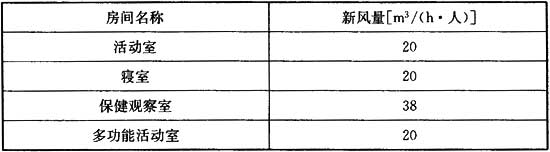 房间名称 新风量[m³/(h·人)]
活动室 20
寝室 20
保健观察室 38
多功能活动室 20